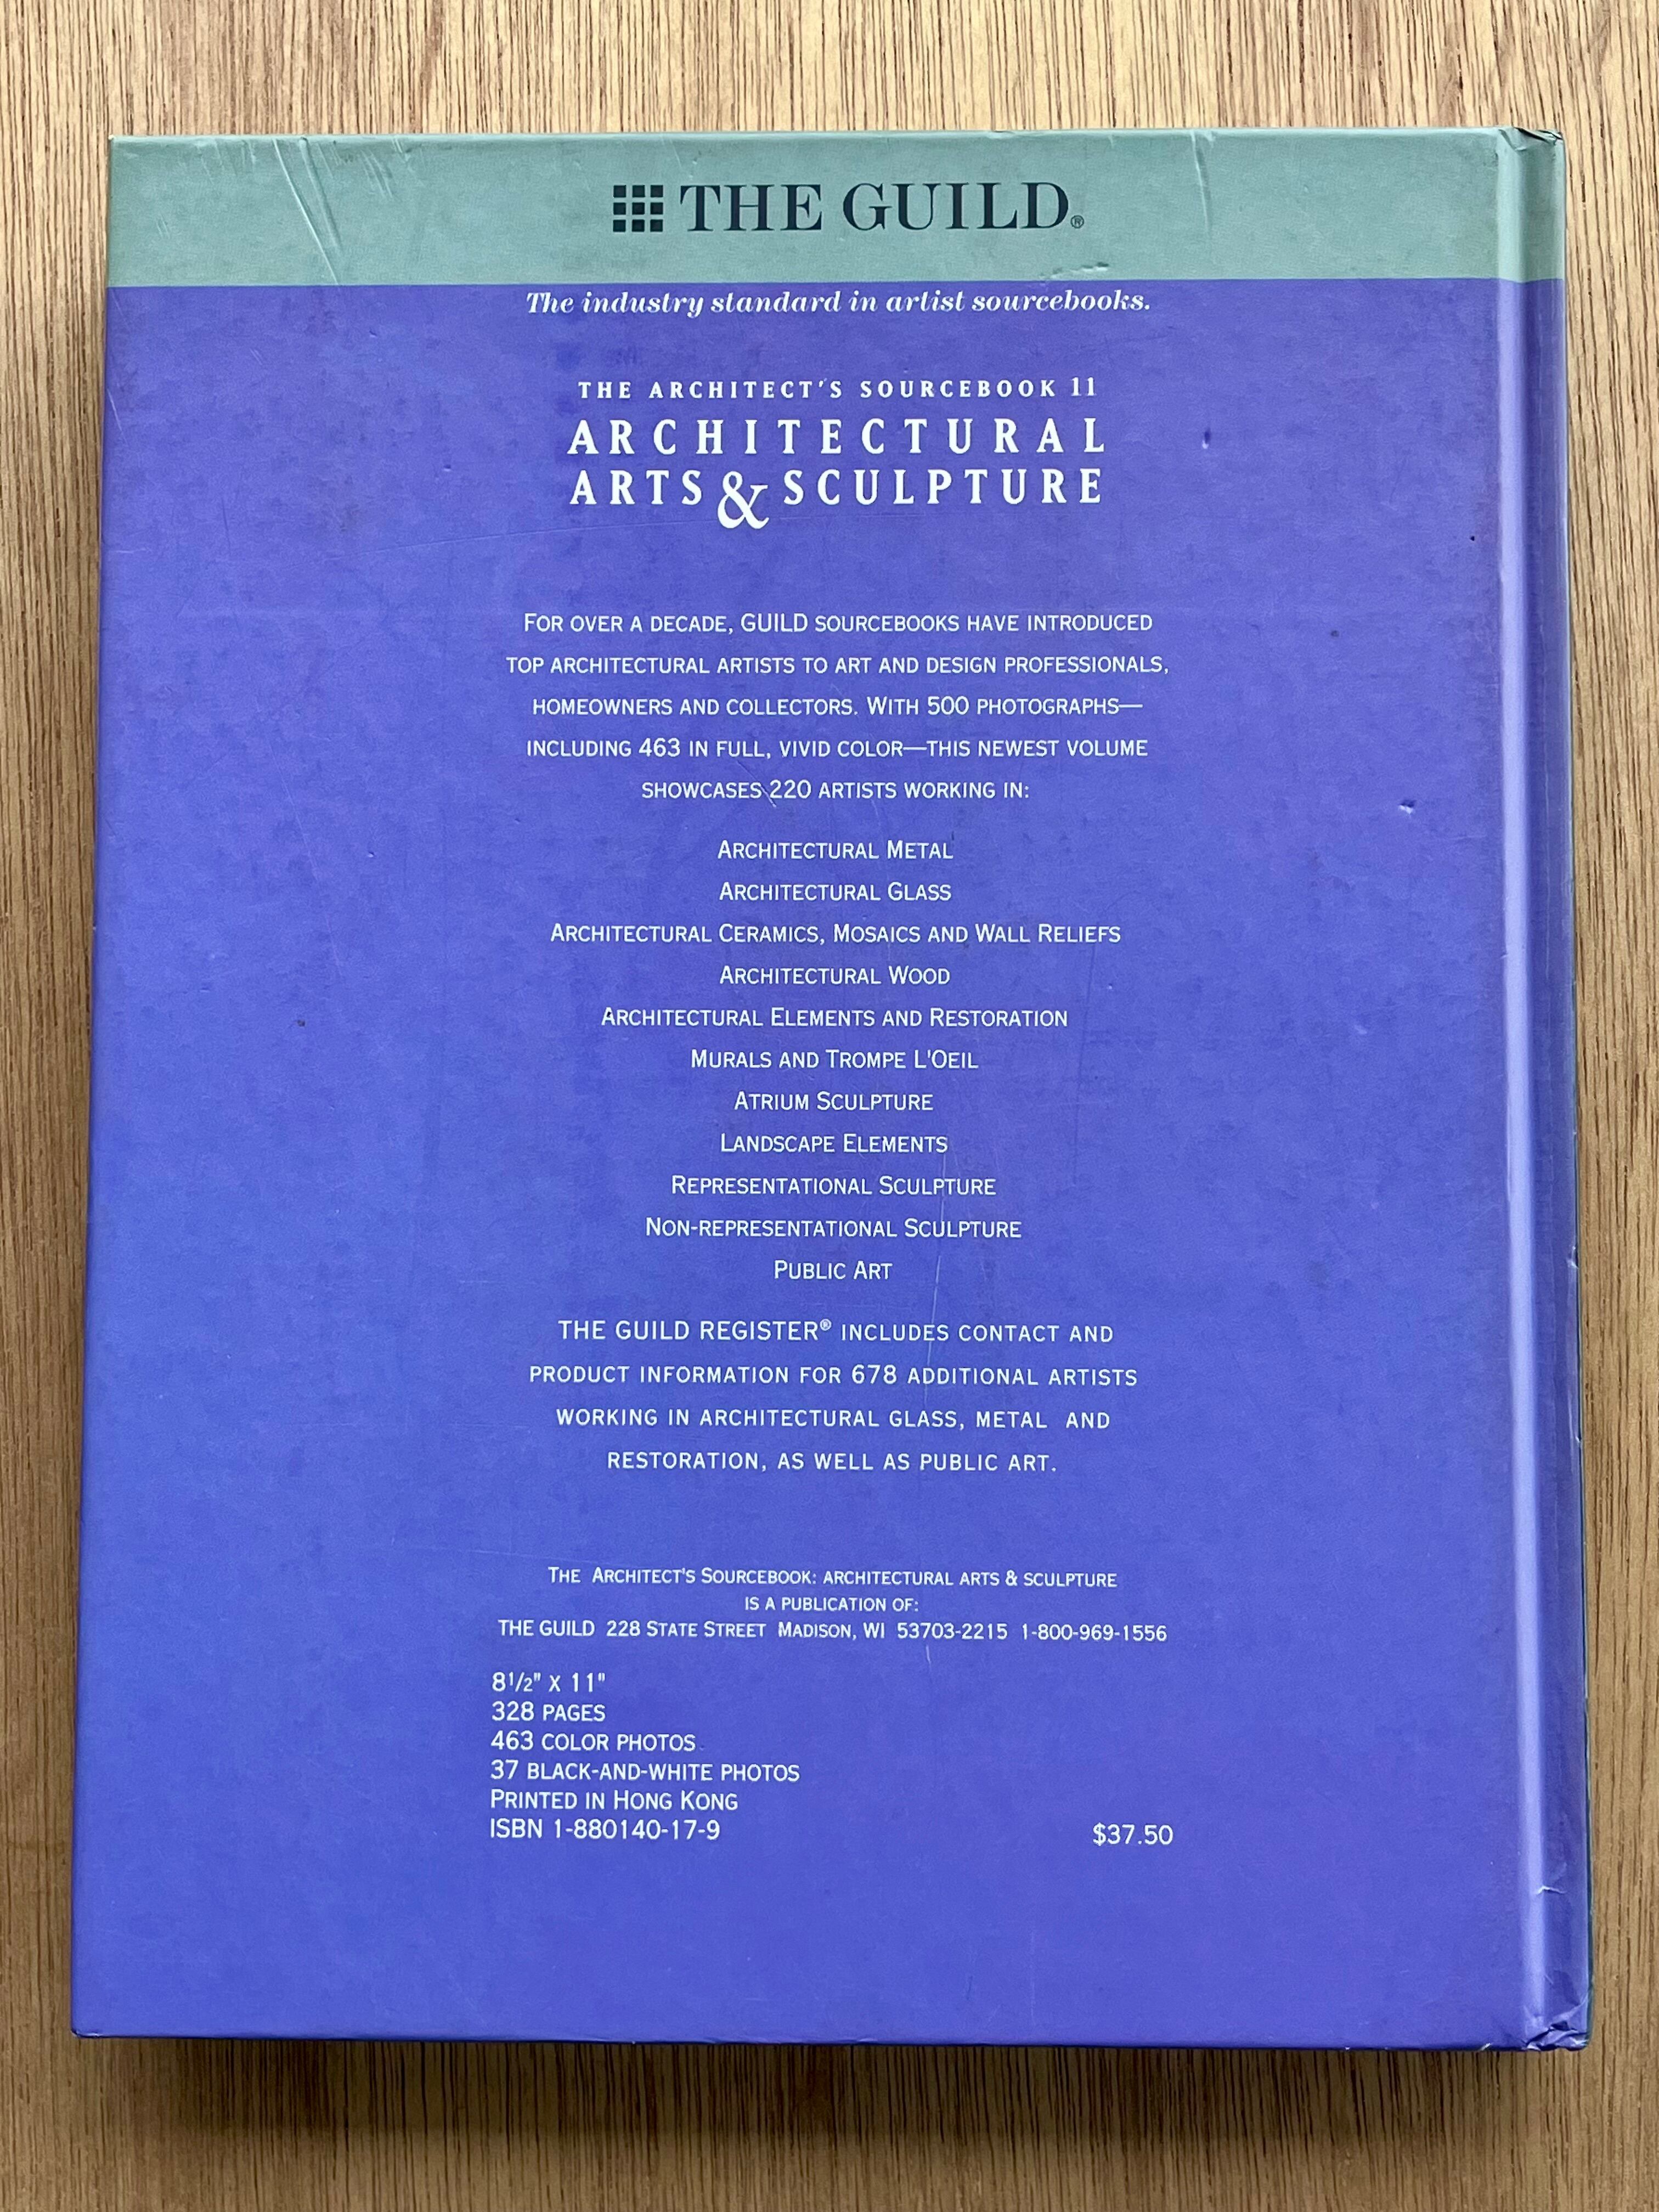 THE GUILD®
The industry standard in artist sourcebooks.
THE ARCHITECT'S SOURCEBOOK 11
ARCHITECTURAL
ARTS & SCULPTURE
FOR OVER A DECADE, GUILD SOURCEBOOKS HAVE INTRODUCED
TOP ARCHITECTURAL ARTISTS TO ART AND DESIGN PROFESSIONALS,
HOMEOWNERS AND COLLECTORS. WITH 500 PHOTOGRAPHS—
INCLUDING 463 IN FULL, VIVID COLOR—THIS NEWEST VOLUME
SHOWCASES 220 ARTISTS WORKING IN:
ARCHITECTURAL METAL
ARCHITECTURAL GLASS
ARCHITECTURAL CERAMICS, MOSAICS AND WALL RELIEFS
ARCHITECTURAL WOOD
ARCHITECTURAL ELEMENTS AND RESTORATION
MURALS AND TROMPE L'OEIL
ATRIUM SCULPTURE
LANDSCAPE ELEMENTS
REPRESENTATIONAL SCULPTURE
NON-REPRESENTATIONAL SCULPTURE
PUBLIC ART
THE GUILD REGISTER® INCLUDES CONTACT AND
PRODUCT INFORMATION FOR 678 ADDITIONAL ARTISTS
WORKING IN ARCHITECTURAL GLASS, METAL AND
RESTORATION, AS WELL AS PUBLIC ART.
THE ARCHITECT'S SOURCEBOOK: ARCHITECTURAL ARTS & SCULPTURE
IS A PUBLICATION OF:
THE GUILD 228 STATE STREET MADISON, WI 53703-2215 1-800-969-1556
8½" X 11"
328 PAGES
463 COLOR PHOTOS
37 BLACK-AND-WHITE PHOTOS
PRINTED IN HONG KONG
ISBN 1-880140-17-9
$37.50